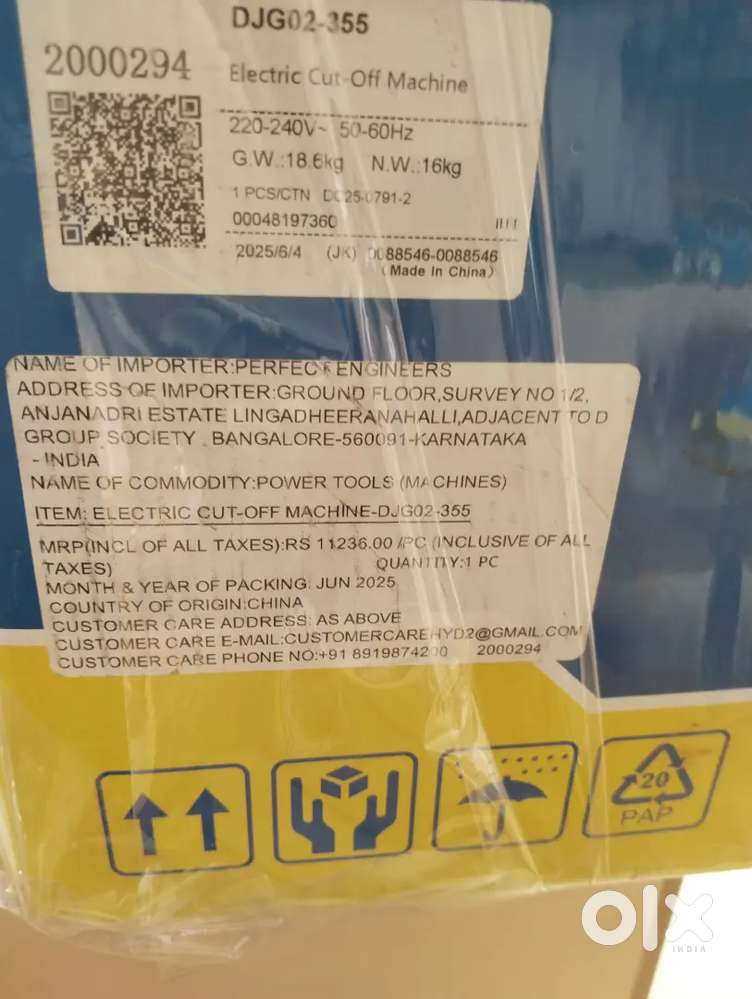 DJG02-355
2000294
Electric Cut-Off Machine
220-240V~ 50-60Hz
G.W.:18.6kg N.W.:16kg
1 PCS/CTN DC25-0791-2
00048197360
2025/6/4 (JK) 0088546-0088546
(Made in China)
NAME OF IMPORTER:PERFECT ENGINEERS
ADDRESS OF IMPORTER:GROUND FLOOR,SURVEY NO 1/2,
ANJANADRI ESTATE LINGADHEERANAHALLI,ADJACENT TO D
GROUP SOCIETY BANGALORE-560091-KARNATAKA
- INDIA
NAME OF COMMODITY:POWER TOOLS (MACHINES)
ITEM: ELECTRIC CUT-OFF MACHINE-DJG02-355
MRP(INCL OF ALL TAXES):RS 11236.00 /PC (INCLUSIVE OF ALL
TAXES) QUANTITY:1 PC
MONTH & YEAR OF PACKING: JUN 2025
COUNTRY OF ORIGIN:CHINA
CUSTOMER CARE ADDRESS: AS ABOVE
CUSTOMER CARE E-MAIL:CUSTOMERCAREHYD2@GMAIL.COM
CUSTOMER CARE PHONE NO:+91 8919874200 2000294
20
PAP
olx
INDIA